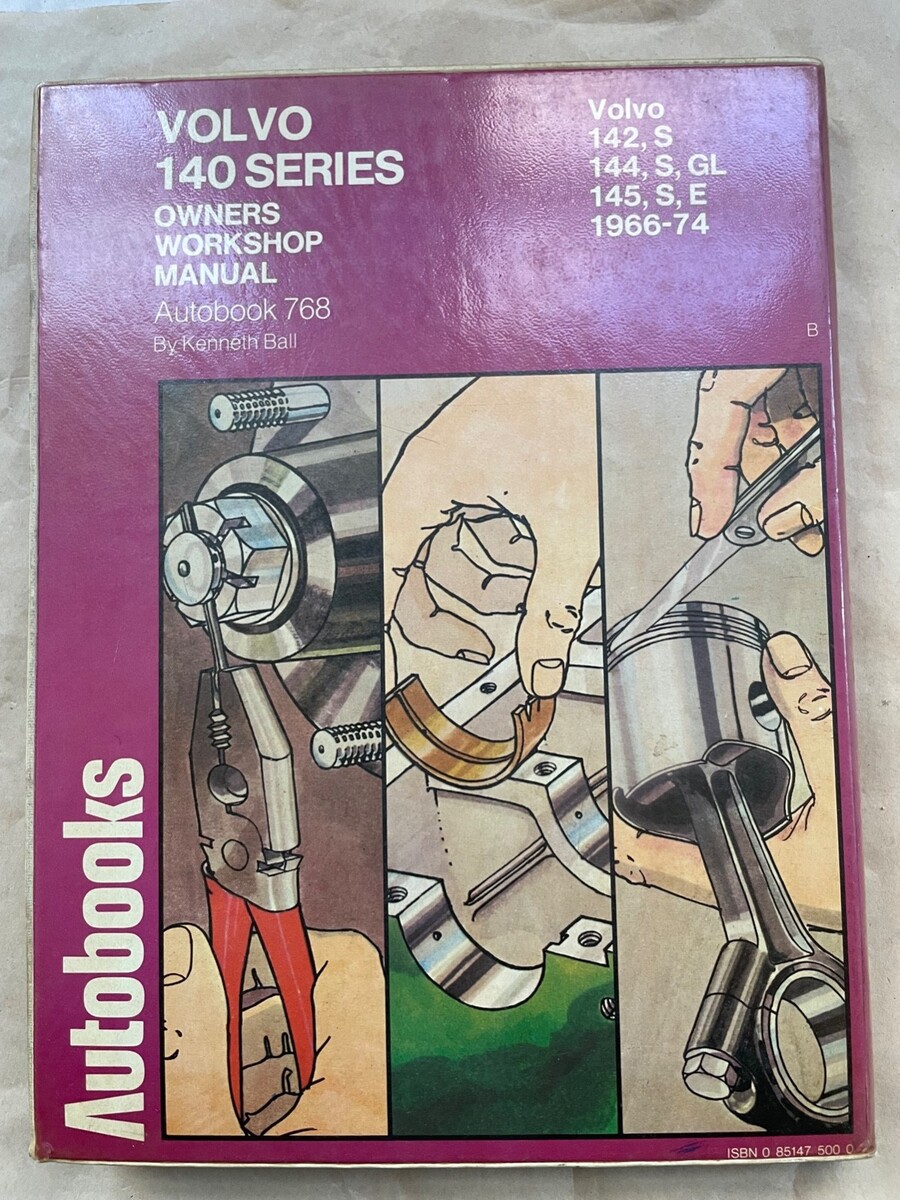 VOLVO
140 SERIES
OWNERS
WORKSHOP
MANUAL
Autobook 768
By Kenneth Ball
Volvo
142, S
144, S, GL
145, S, E
1966-74
B
Autobooks
ISBN 0 85147 500 0